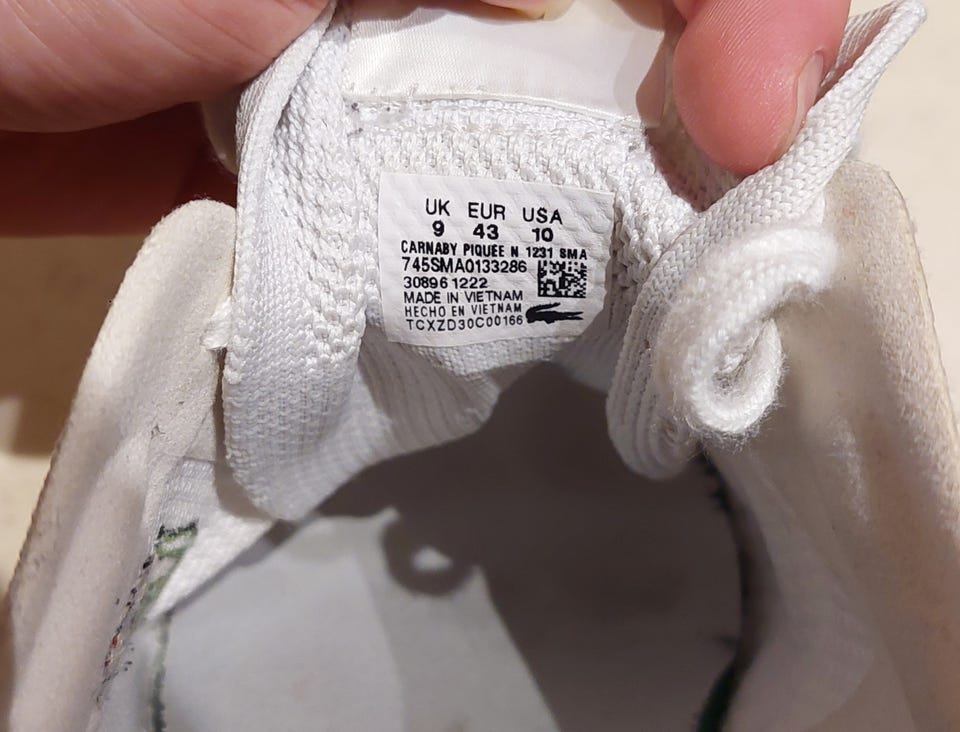 UK EUR USA
9 43 10
CARNABY PIQUÉE N 1231 SMA
745SMA0133286
30896 1222
MADE IN VIETNAM
HECHO EN VIETNAM
TCXZD30C00166